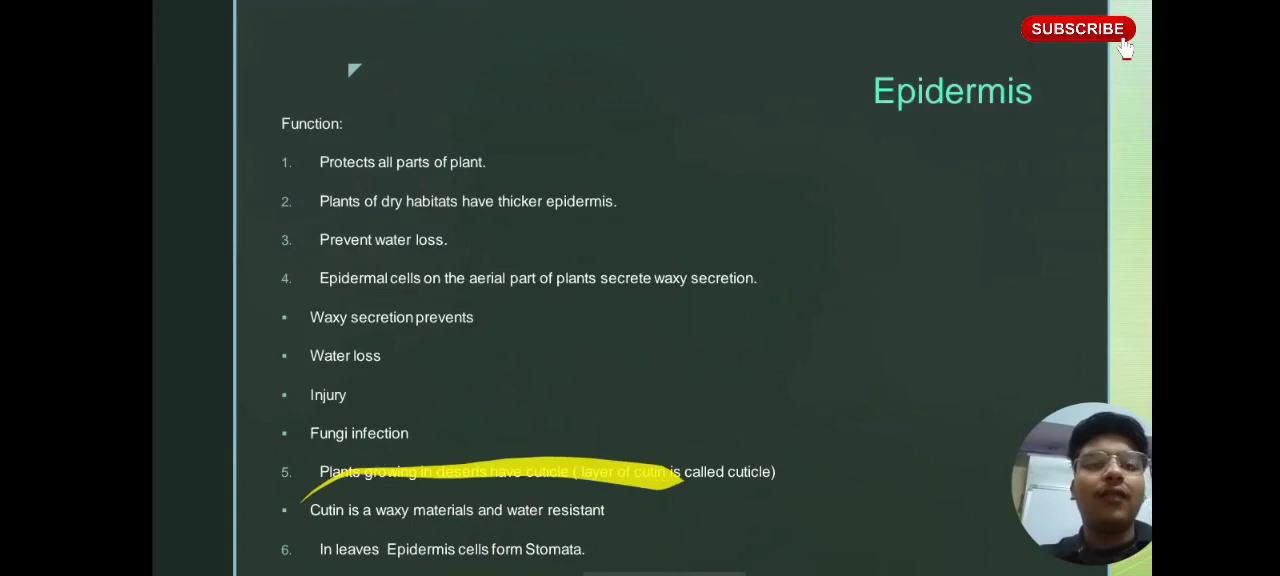 SUBSCRIBE
Epidermis
Function:
1. Protects all parts of plant.
2. Plants of dry habitats have thicker epidermis.
3. Prevent water loss.
4. Epidermal cells on the aerial part of plants secrete waxy secretion.
▪ Waxy secretion prevents
▪ Water loss
▪ Injury
▪ Fungi infection
5. Plants growing in deserts have cuticle ( layer of cutin is called cuticle)
▪ Cutin is a waxy materials and water resistant
6. In leaves Epidermis cells form Stomata.